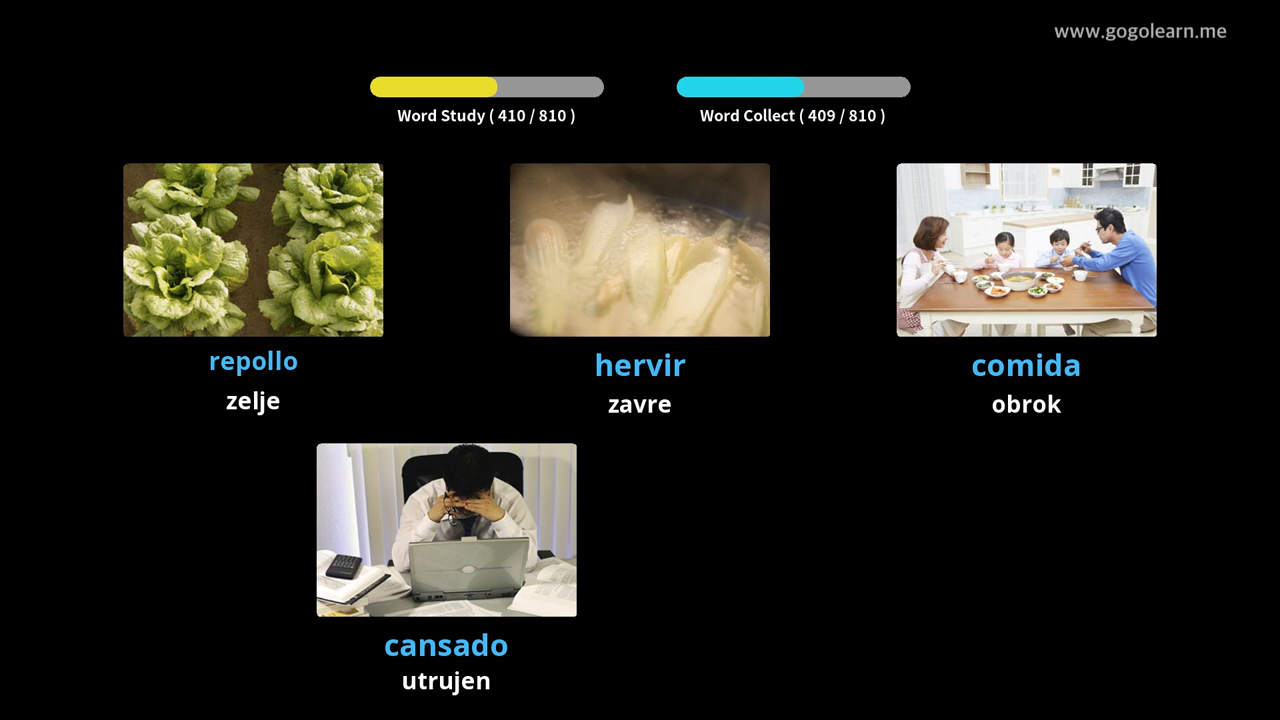 www.gogolearn.me
Word Study ( 410 / 810 )
Word Collect ( 409 / 810 )
repollo
zelje
hervir
zavre
comida
obrok
cansado
utrujen